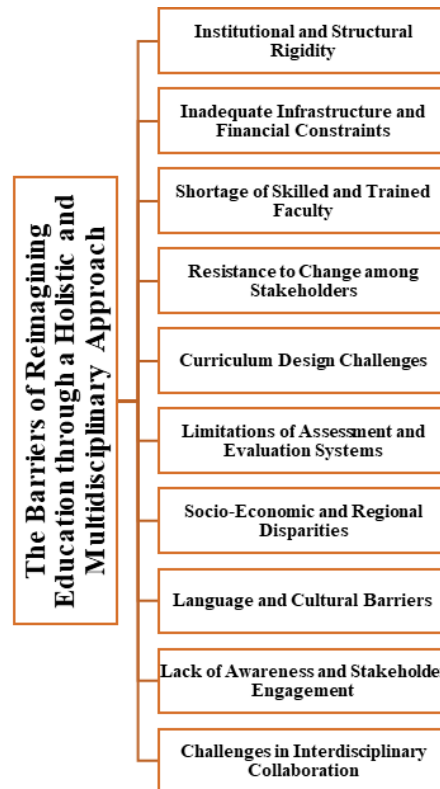 The Barriers of Reimagining
Education through a Holistic and
Multidisciplinary Approach
Institutional and Structural
Rigidity
Inadequate Infrastructure and
Financial Constraints
Shortage of Skilled and Trained
Faculty
Resistance to Change among
Stakeholders
Curriculum Design Challenges
Limitations of Assessment and
Evaluation Systems
Socio-Economic and Regional
Disparities
Language and Cultural Barriers
Lack of Awareness and Stakeholde
Engagement
Challenges in Interdisciplinary
Collaboration